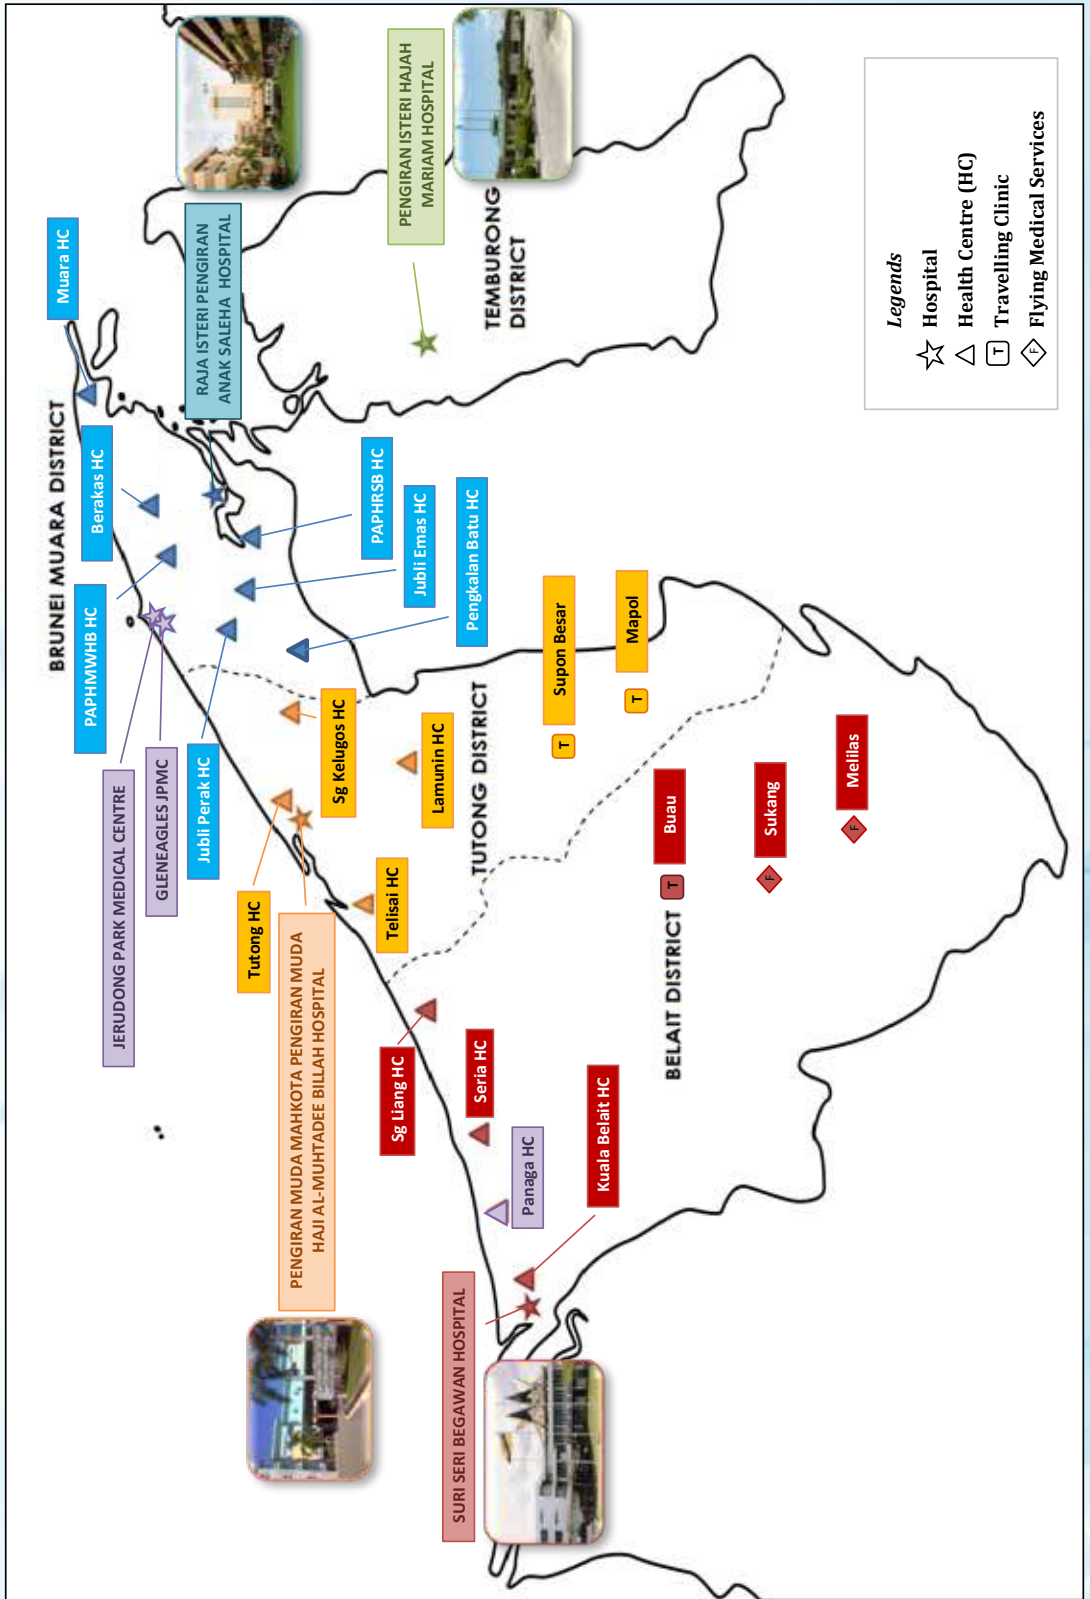 BRUNEI MUARA DISTRICT
Muara HC
Berakas HC
PAPHMWHB HC
JERUDONG PARK MEDICAL CENTRE
GLENEAGLES JPMC
Jubli Perak HC
RAJA ISTERI PENGIRAN
ANAK SALEHA HOSPITAL
PAPHRSB HC
Jubli Emas HC
Pengkalan Batu HC
PENGIRAN ISTERI HAJAH
MARIAM HOSPITAL
TEMBURONG
DISTRICT
Tutong HC
PENGIRAN MUDA MAHKOTA PENGIRAN MUDA
HAJI AL-MUHTADEE BILLAH HOSPITAL
Sg Kelugos HC
Telisai HC
Lamunin HC
TUTONG DISTRICT
Supon Besar
T
Mapol
T
Sg Liang HC
Seria HC
Panaga HC
Kuala Belait HC
SURI SERI BEGAWAN HOSPITAL
BELAIT DISTRICT
Buau
T
Sukang
F
Melilas
F
Legends
Hospital
Health Centre (HC)
T Travelling Clinic
F Flying Medical Services